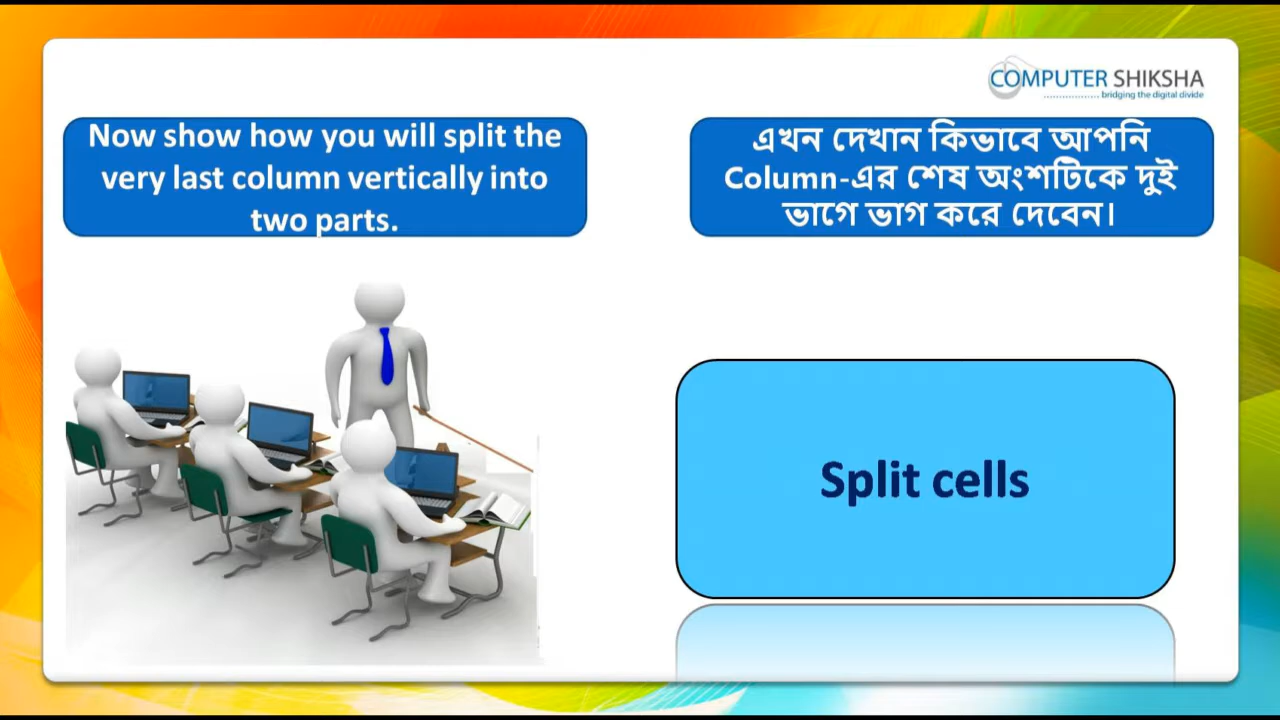 COMPUTER SHIKSHA
bridging the digital divide
Now show how you will split the
very last column vertically into
two parts.
এখন দেখান কিভাবে আপনি
Column-এর শেষ অংশটিকে দুই
ভাগে ভাগ করে দেবেন।
Split cells